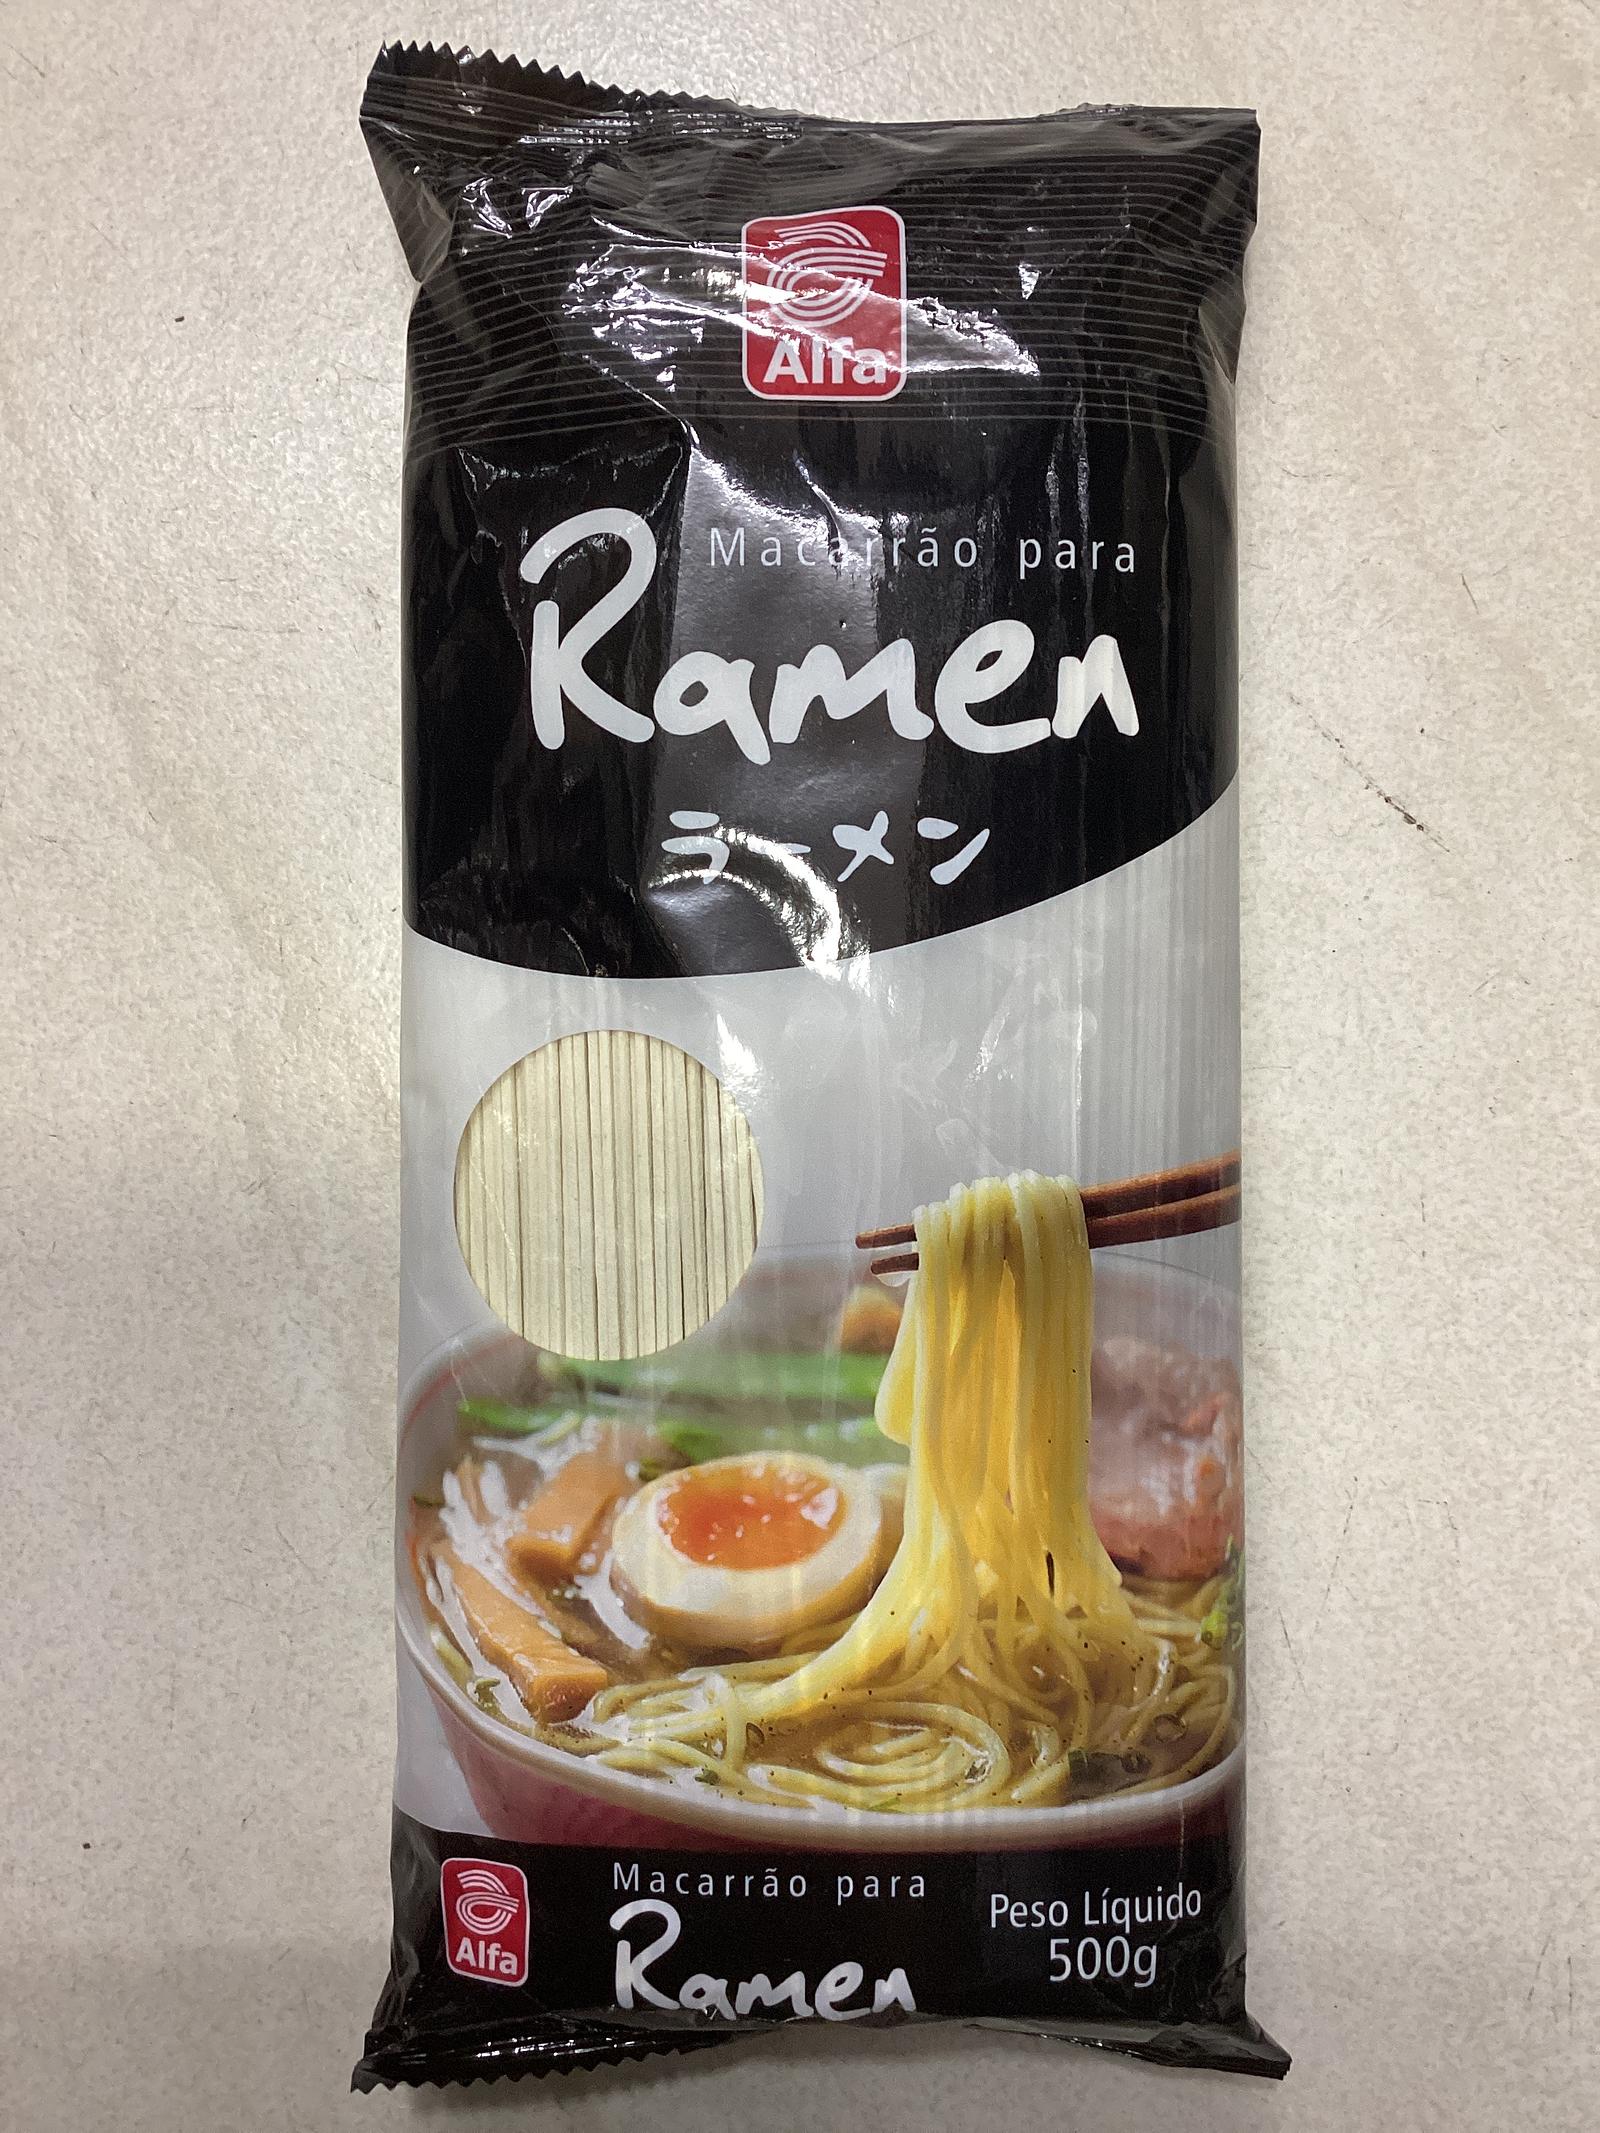 Alfa
Macarrão para
Ramen
ラーメン
Alfa
Macarrão para
Ramen
Peso Líquido
500g